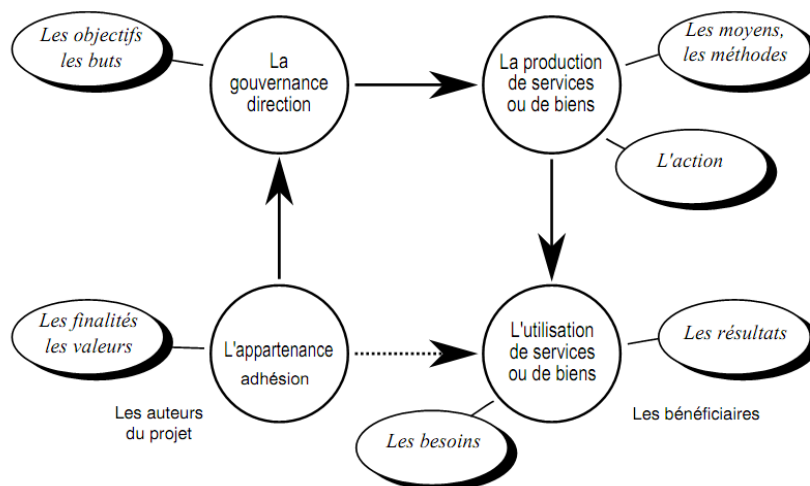 Les objectifs
les buts
La
gouvernance
direction
La production
de services
ou de biens
Les moyens,
les méthodes
L'action
Les finalités
les valeurs
L'appartenance
adhésion
L'utilisation
de services
ou de biens
Les résultats
Les auteurs
du projet
Les besoins
Les bénéficiaires